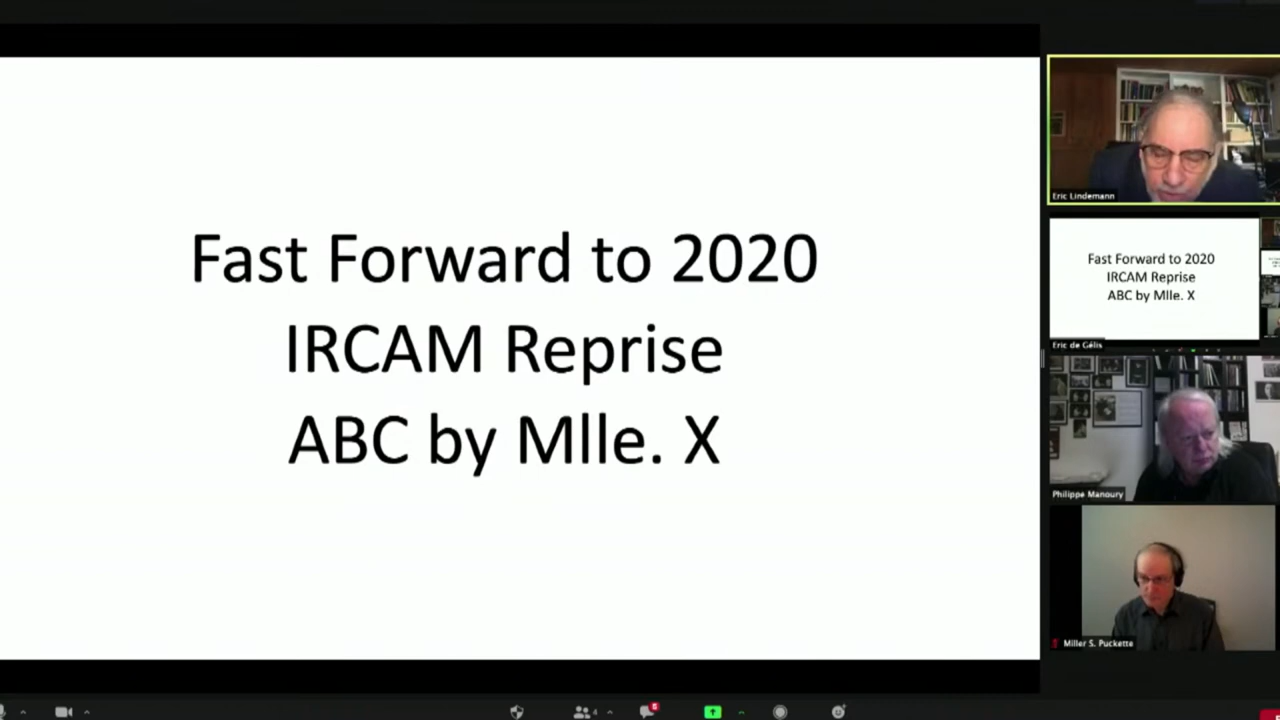 Fast Forward to 2020
IRCAM Reprise
ABC by Mlle. X
Eric Lindemann
Fast Forward to 2020
IRCAM Reprise
ABC by Mlle. X
Eric de Gélis
Philippe Manoury
Miller S. Puckette
4